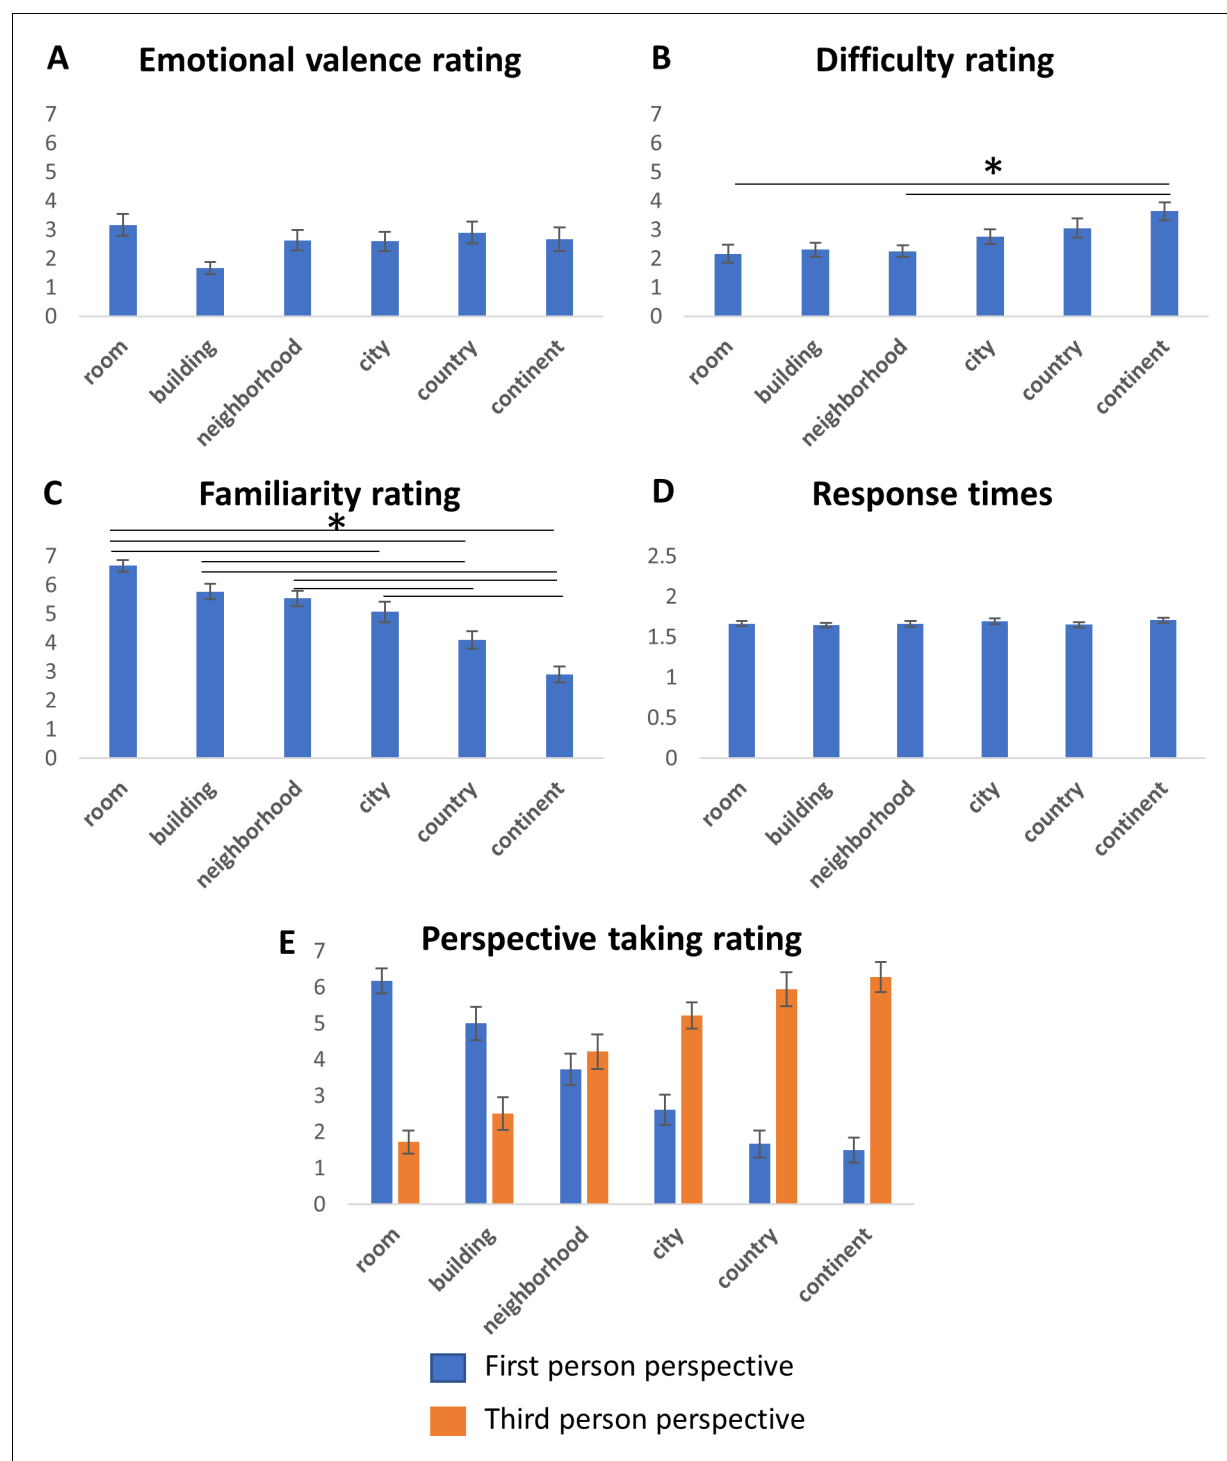 A
Emotional valence rating
7
6
5
4
3
2
1
0
room
building
neighborhood
city
country
continent
B
Difficulty rating
7
6
5
4
3
2
1
0
*
room
building
neighborhood
city
country
continent
C
Familiarity rating
*
7
6
5
4
3
2
1
0
room
building
neighborhood
city
country
continent
D
Response times
2.5
2
1.5
1
0.5
0
room
building
neighborhood
city
country
continent
E
Perspective taking rating
7
6
5
4
3
2
1
0
room
building
neighborhood
city
country
continent
First person perspective
Third person perspective